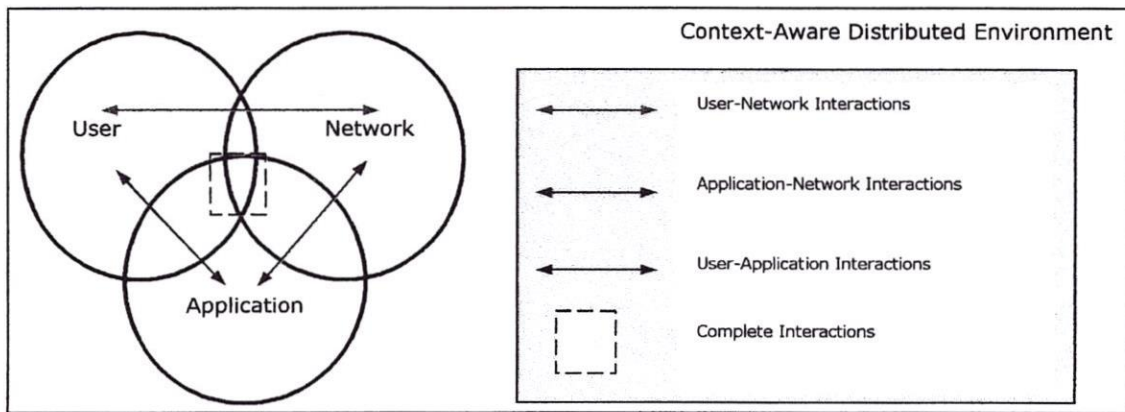 Context-Aware Distributed Environment
User
Network
Application
User-Network Interactions
Application-Network Interactions
User-Application Interactions
Complete Interactions